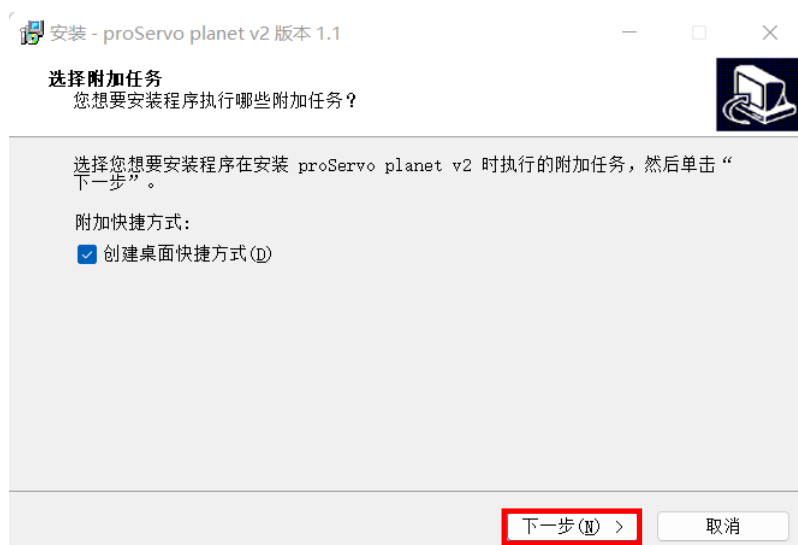 安装 - proServo planet v2 版本 1.1
选择附加任务
您想要安装程序执行哪些附加任务？
选择您想要安装程序在安装 proServo planet v2 时执行的附加任务，然后单击“
下一步”。
附加快捷方式:
创建桌面快捷方式(D)
下一步(N) >
取消